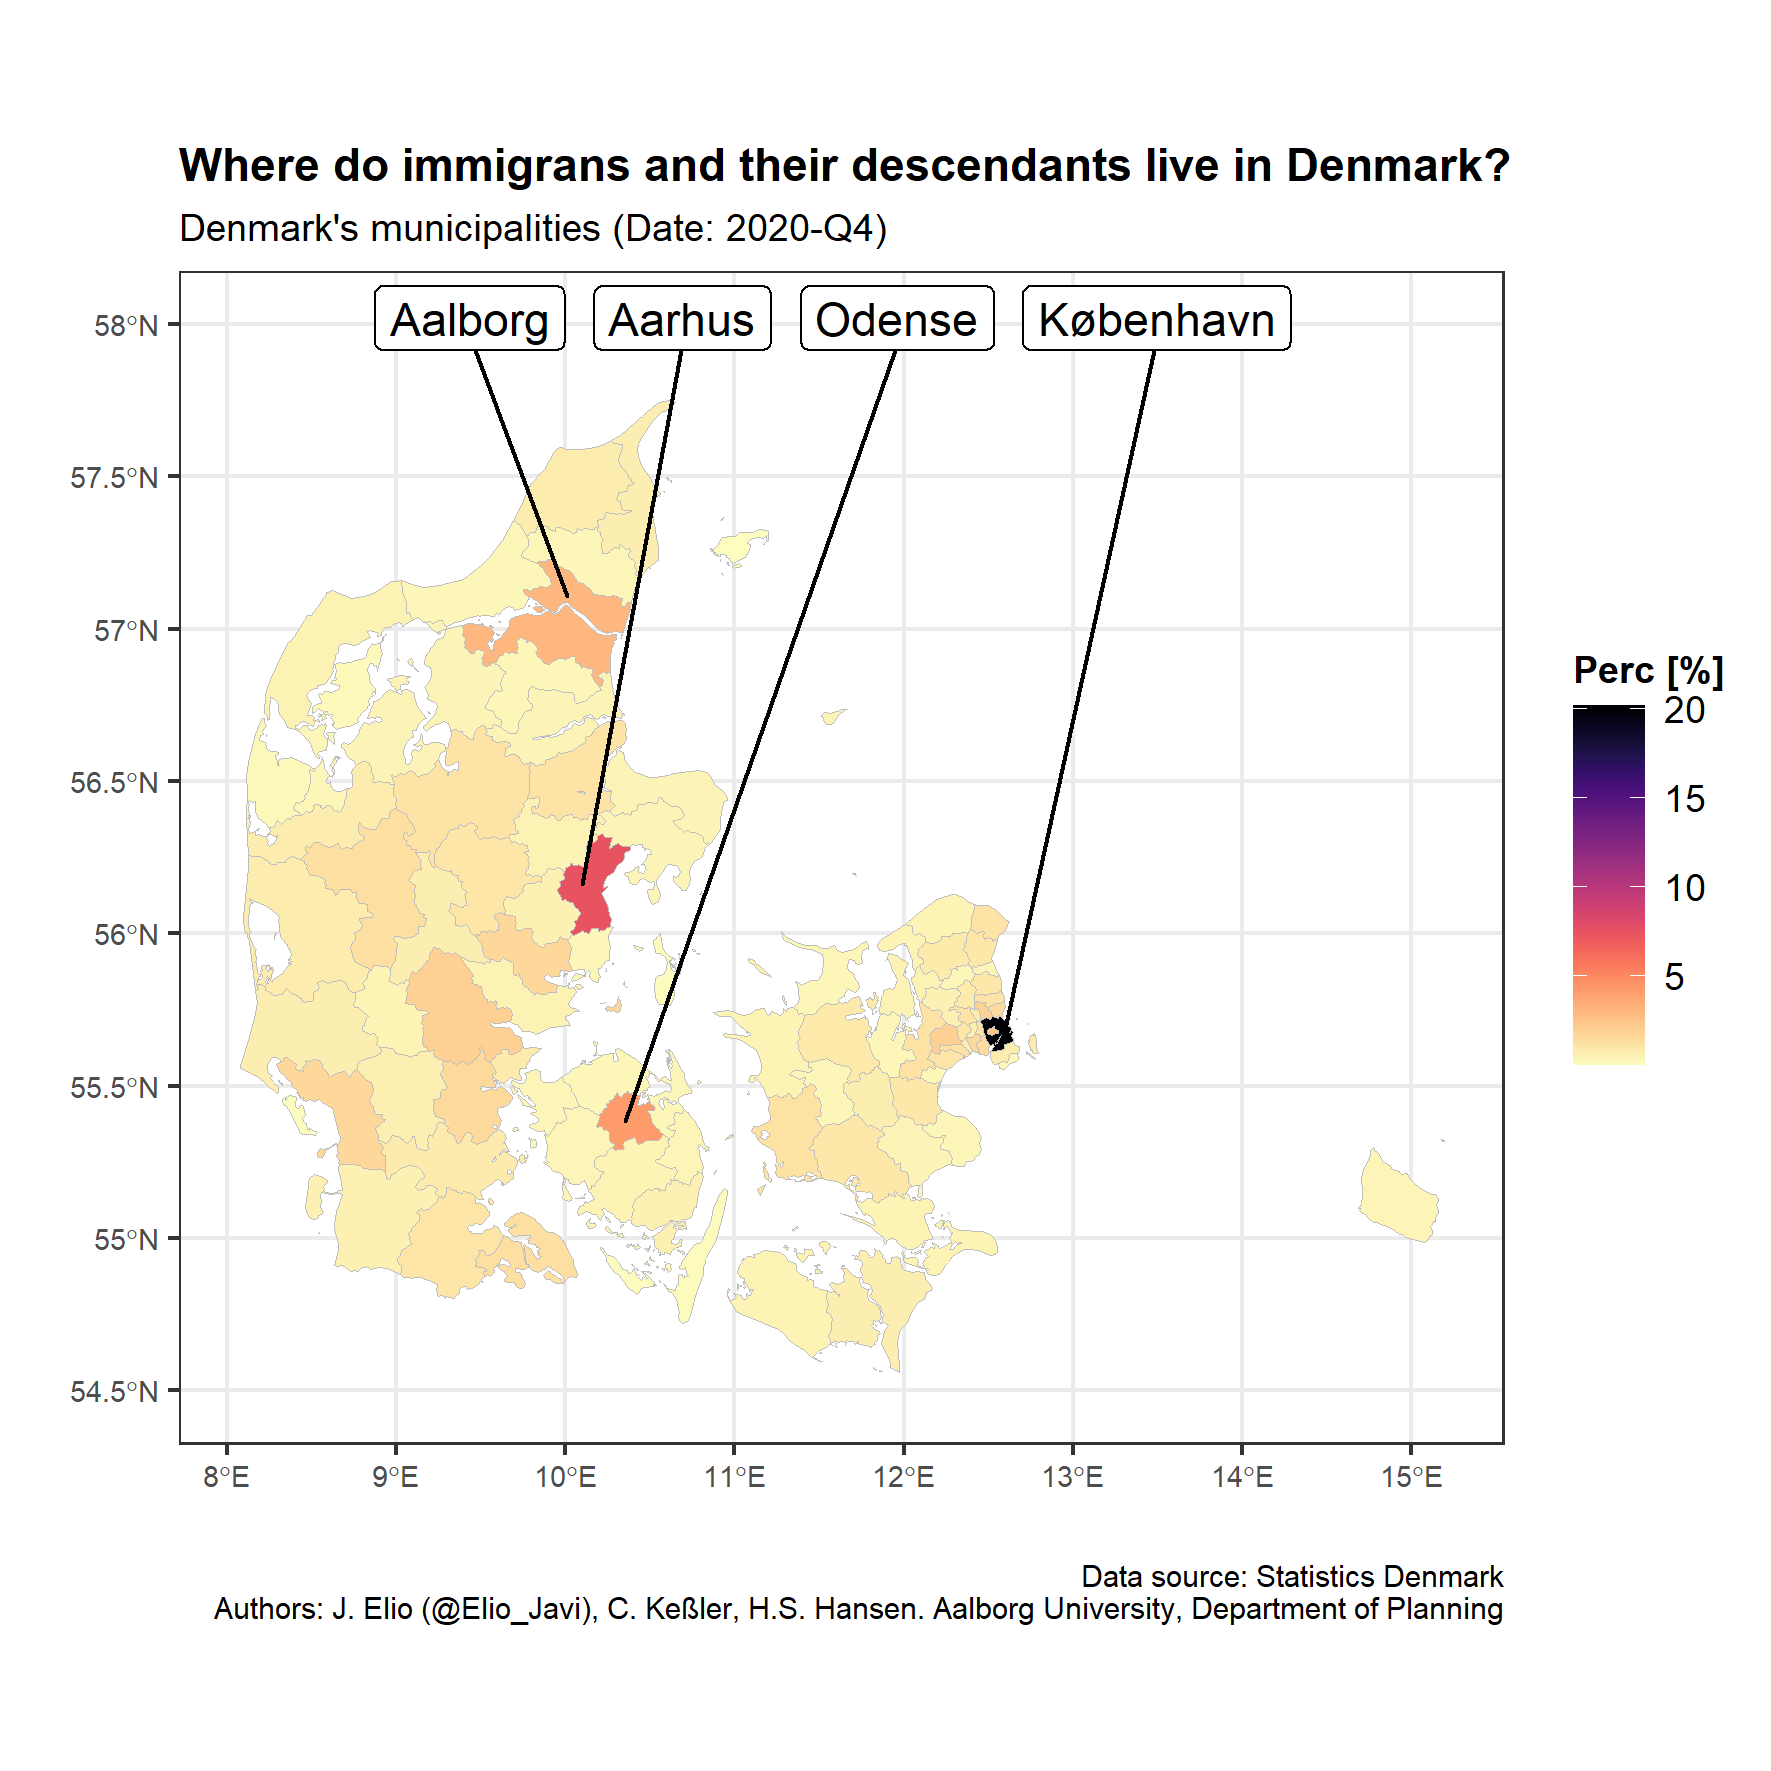 Where do immigrans and their descendants live in Denmark?
Denmark's municipalities (Date: 2020-Q4)
Aalborg
Aarhus
Odense
København
58°N
57.5°N
57°N
56.5°N
56°N
55.5°N
55°N
54.5°N
8°E
9°E
10°E
11°E
12°E
13°E
14°E
15°E
Perc [%]
20
15
10
5
Data source: Statistics Denmark
Authors: J. Elio (@Elio_Javi), C. Keßler, H.S. Hansen. Aalborg University, Department of Planning